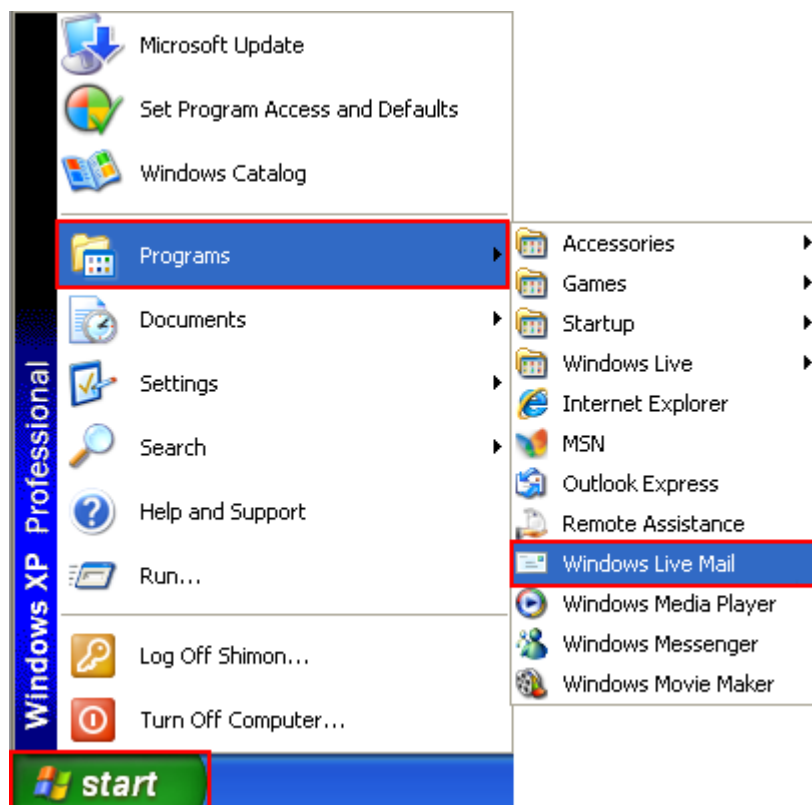 Microsoft Update
Set Program Access and Defaults
Windows Catalog
Programs
Documents
Settings
Search
Help and Support
Run...
Log Off Shimon...
Turn Off Computer...
Windows XP Professional
start
Accessories
Games
Startup
Windows Live
Internet Explorer
MSN
Outlook Express
Remote Assistance
Windows Live Mail
Windows Media Player
Windows Messenger
Windows Movie Maker